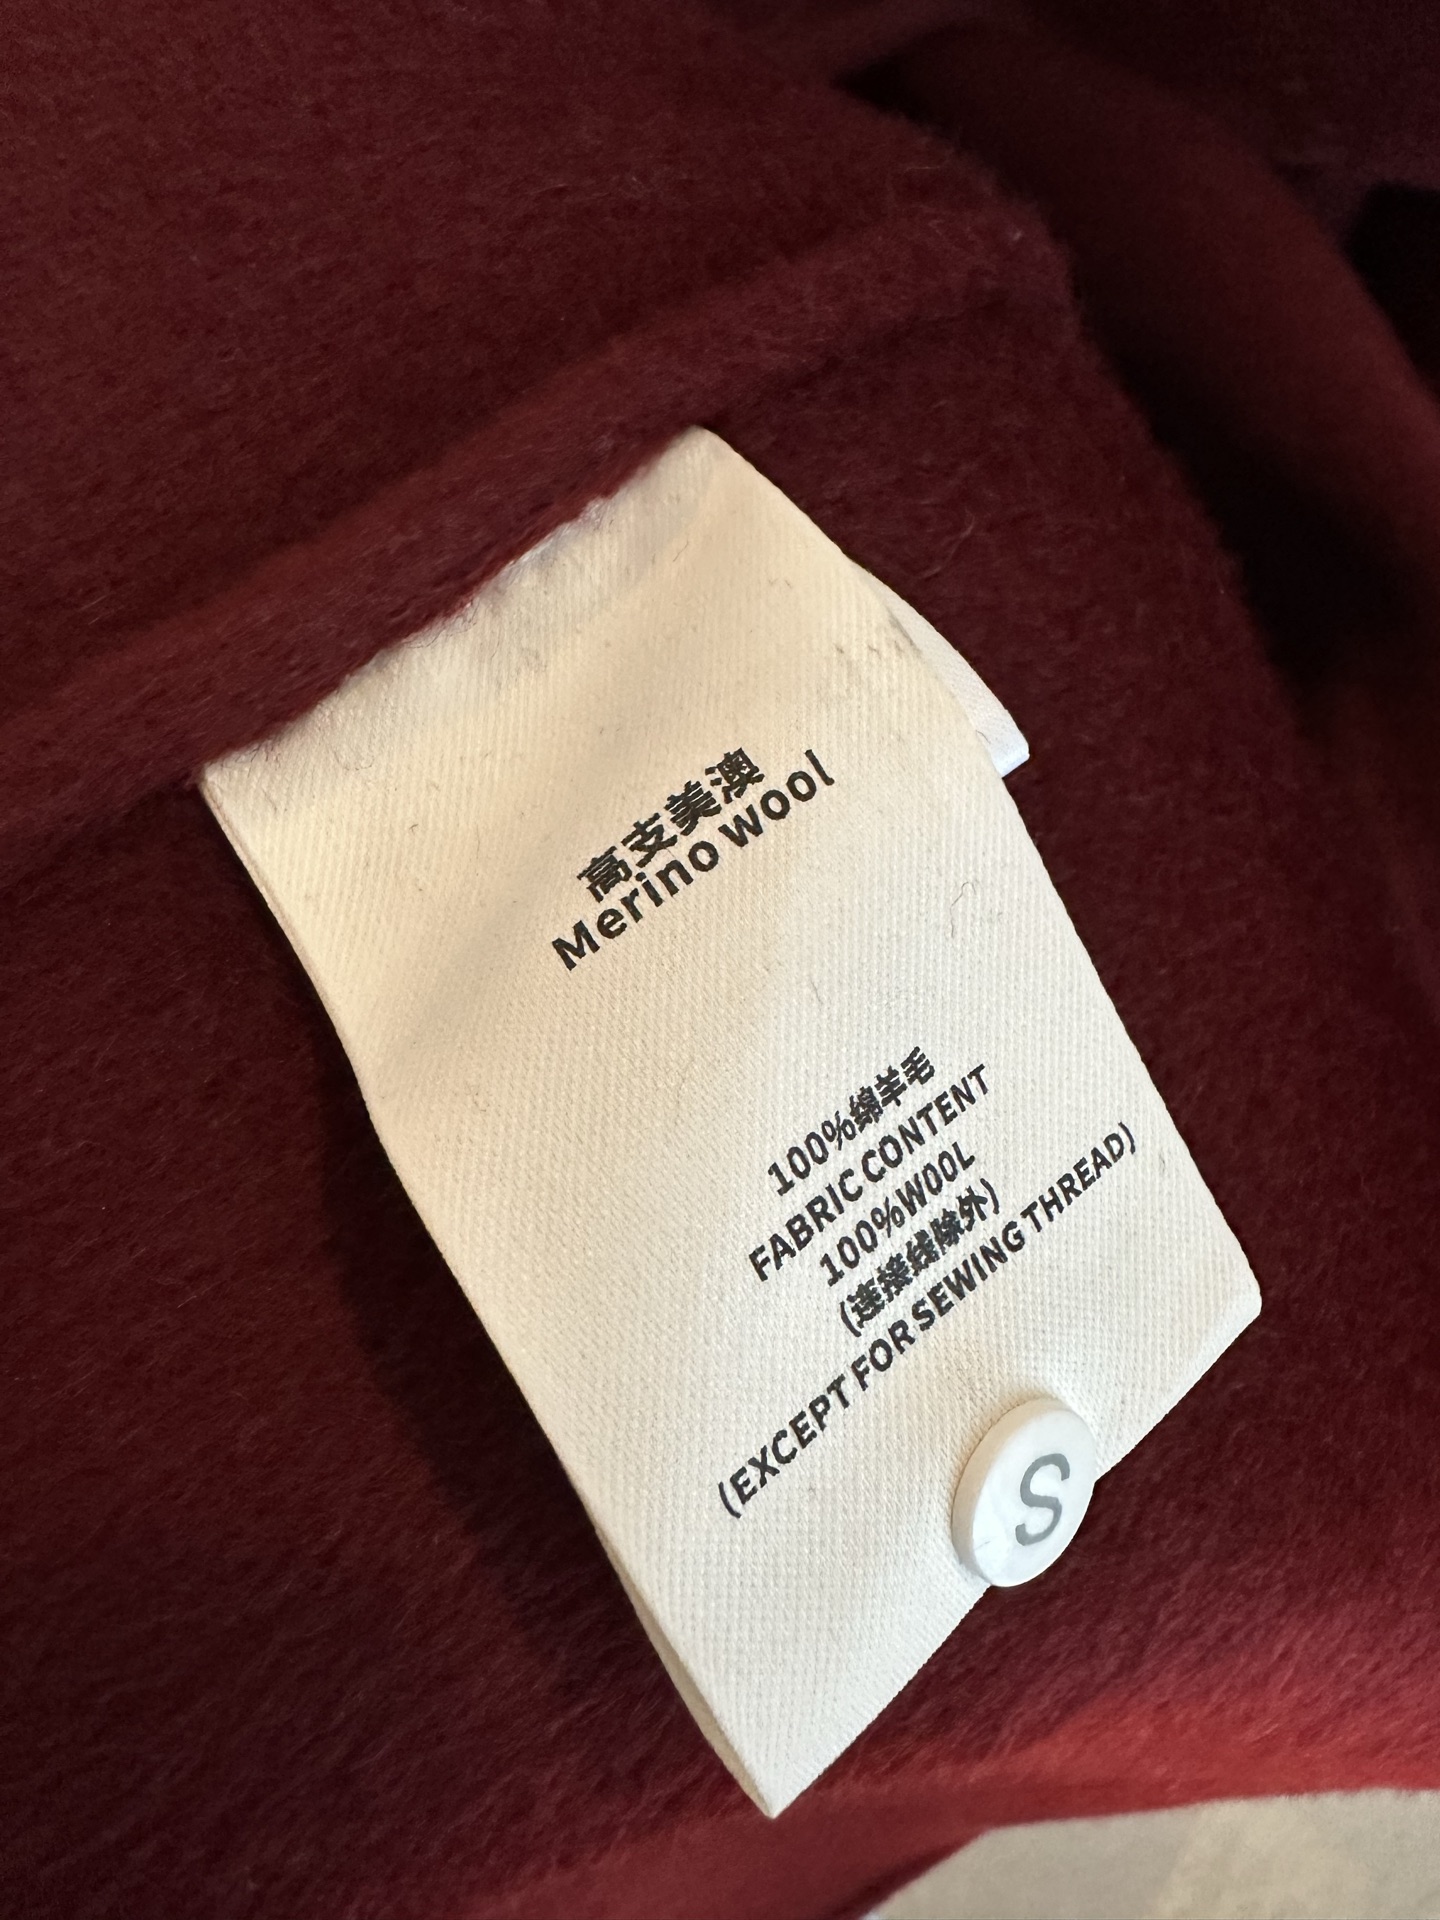 高支美澳
Merino wool
100%绵羊毛
FABRIC CONTENT
100%WOOL
(连接线除外)
(EXCEPT FOR SEWING THREAD)
S